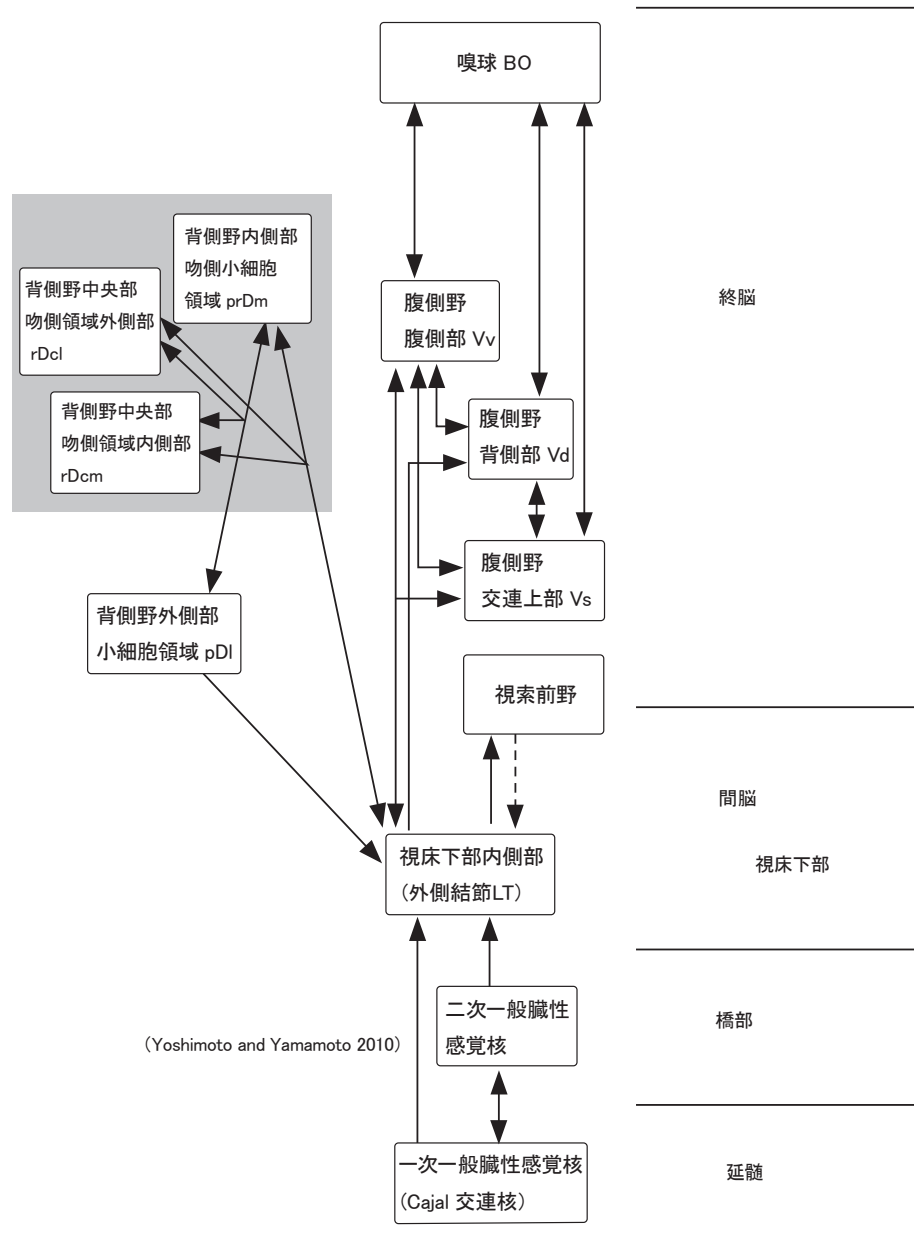 嗅球 BO
背側野内側部
吻側小細胞
領域 prDm
背側野中央部
吻側領域外側部
rDcl
背側野中央部
吻側領域内側部
rDcm
腹側野
腹側部 Vv
終脳
腹側野
背側部 Vd
腹側野
交連上部 Vs
背側野外側部
小細胞領域 pDl
視索前野
間脳
視床下部内側部
（外側結節LT）
視床下部
二次一般臓性
感覚核
橋部
（Yoshimoto and Yamamoto 2010）
一次一般臓性感覚核
(Cajal 交連核）
延髄